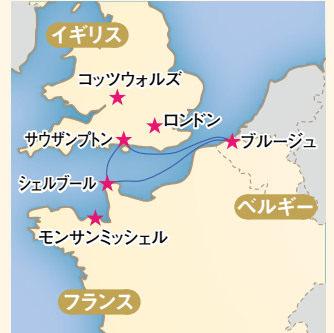 イギリス
コッツウォルズ
ロンドン
サウザンプトン
ブルージュ
シェルブール
ベルギー
モンサンミッシェル
フランス